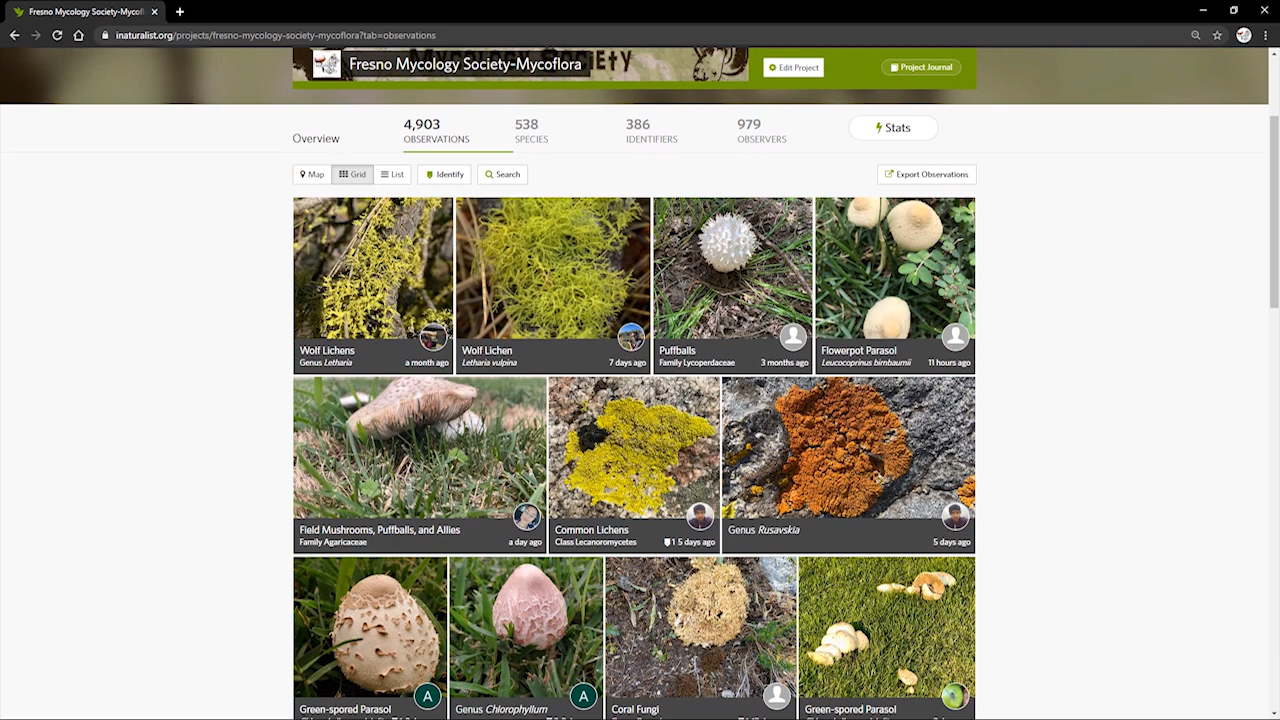 Fresno Mycology Society-Mycofl
inaturalist.org/projects/fresno-mycology-society-mycoflora?tab=observations
Fresno Mycology Society-Mycoflora
Edit Project
Project Journal
Overview
4,903
OBSERVATIONS
538
SPECIES
386
IDENTIFIERS
979
OBSERVERS
Stats
Map
Grid
List
Identify
Search
Export Observations
Wolf Lichens
Genus Letharia
a month ago
Wolf Lichen
Letharia vulpina
7 days ago
Puffballs
Family Lycoperdaceae
3 months ago
Flowerpot Parasol
Leucocoprinus birnbaumii
11 hours ago
Field Mushrooms, Puffballs, and Allies
Family Agaricaceae
a day ago
Common Lichens
Class Lecanoromycetes
1 5 days ago
Genus Rusavskia
5 days ago
Green-spored Parasol
A
Genus Chlorophyllum
A
Coral Fungi
Green-spored Parasol